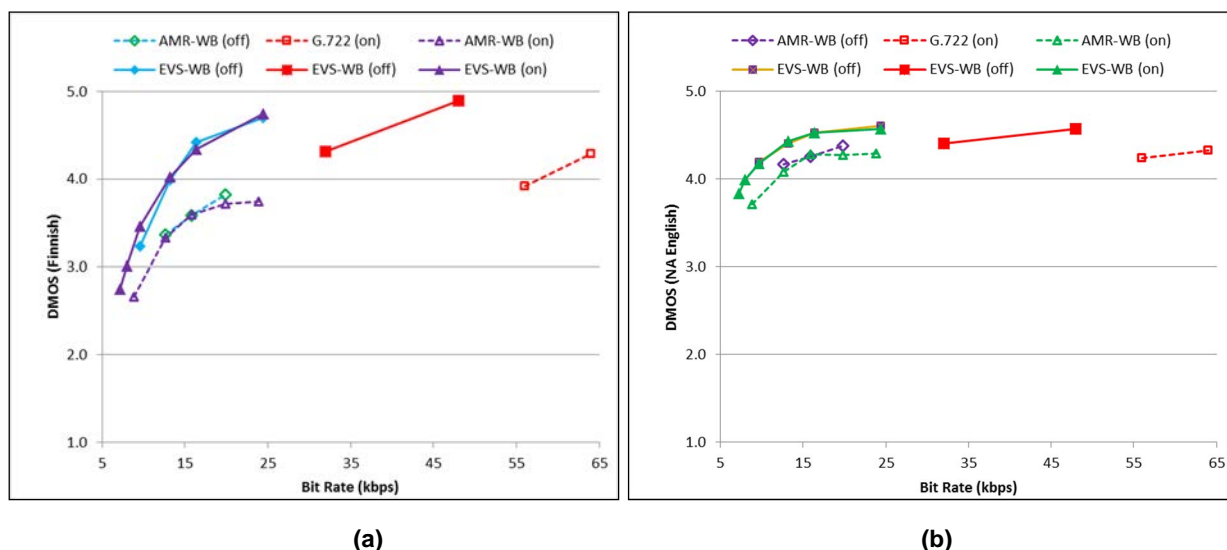 AMR-WB (off) G.722 (on) AMR-WB (on)
EVS-WB (off) EVS-WB (off) EVS-WB (on)
5.0
4.0
3.0
2.0
1.0
DMOS (Finnish)
5 15 25 35 45 55 65
Bit Rate (kbps)
(a)
AMR-WB (off) G.722 (on) AMR-WB (on)
EVS-WB (off) EVS-WB (off) EVS-WB (on)
5.0
4.0
3.0
2.0
1.0
DMOS (NA English)
5 15 25 35 45 55 65
Bit Rate (kbps)
(b)